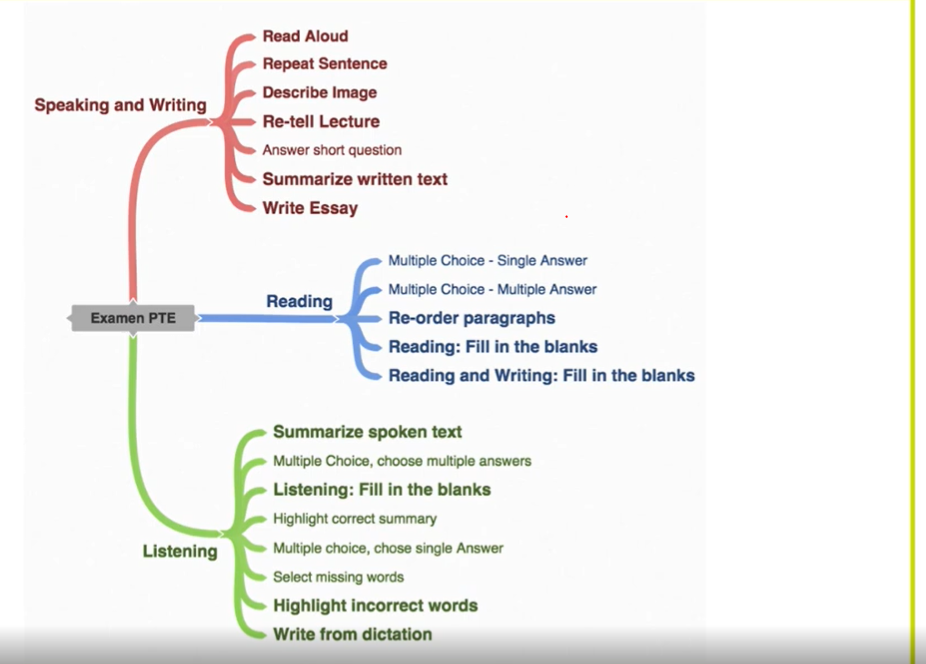 Speaking and Writing
Read Aloud
Repeat Sentence
Describe Image
Re-tell Lecture
Answer short question
Summarize written text
Write Essay
Examen PTE
Reading
Multiple Choice - Single Answer
Multiple Choice - Multiple Answer
Re-order paragraphs
Reading: Fill in the blanks
Reading and Writing: Fill in the blanks
Listening
Summarize spoken text
Multiple Choice, choose multiple answers
Listening: Fill in the blanks
Highlight correct summary
Multiple choice, chose single Answer
Select missing words
Highlight incorrect words
Write from dictation